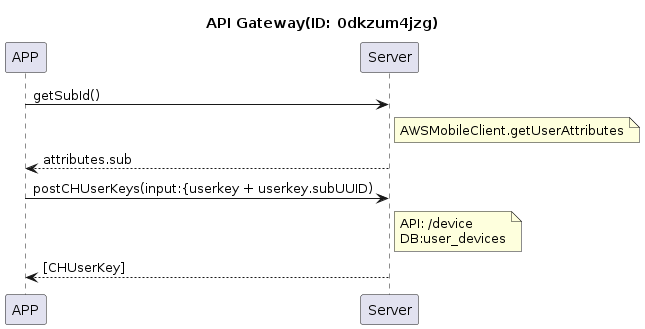 API Gateway(ID: 0dkzum4jzg)
APP
Server
getSubId()
AWSMobileClient.getUserAttributes
attributes.sub
postCHUserKeys(input:{userkey + userkey.subUUID)
API: /device
DB:user_devices
[CHUserKey]
APP
Server